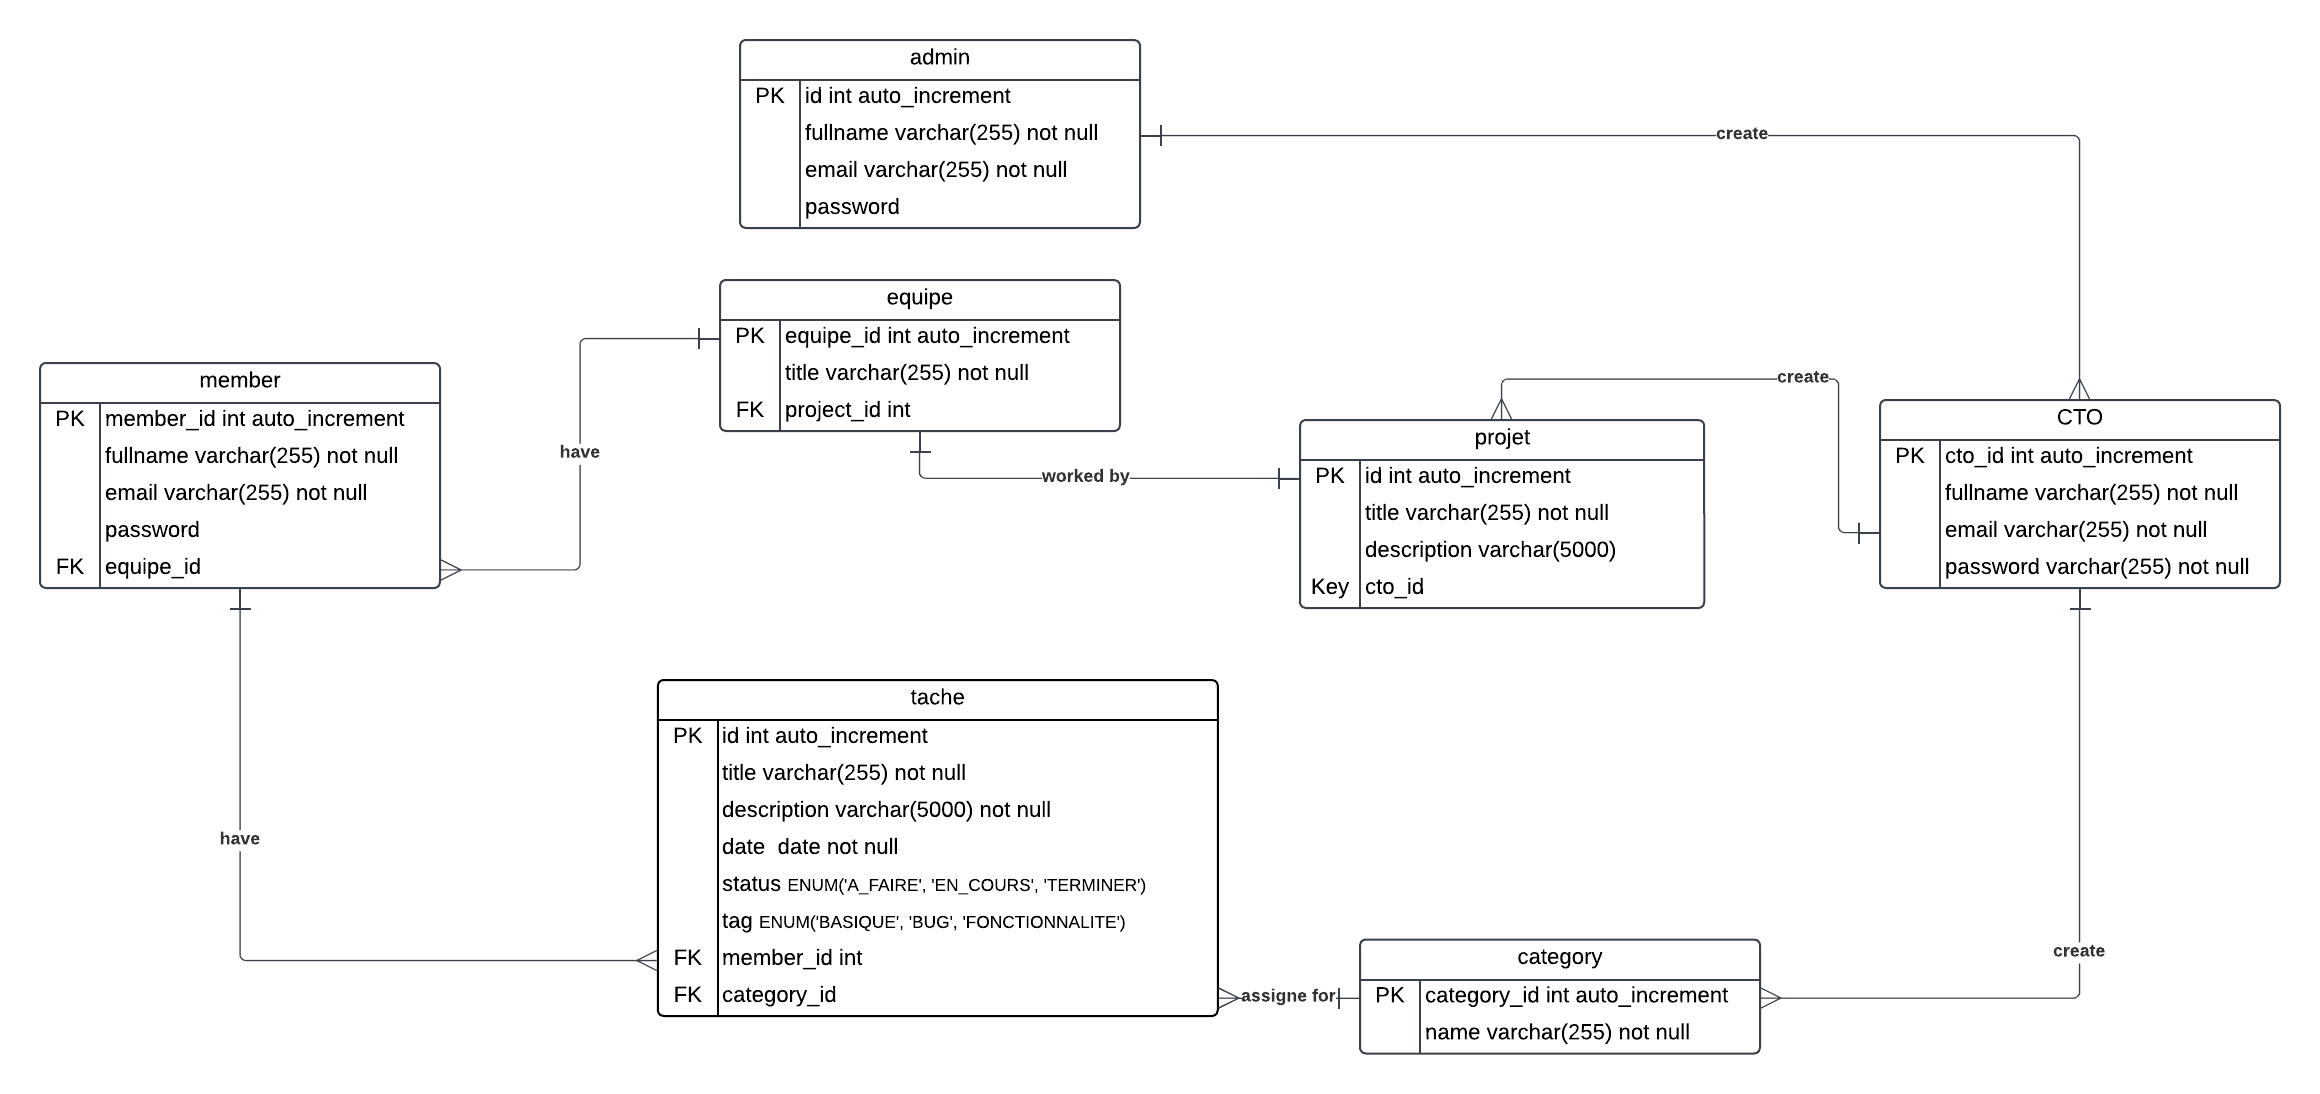 admin
PK id int auto_increment
fullname varchar(255) not null
email varchar(255) not null
password
create
equipe
PK equipe_id int auto_increment
title varchar(255) not null
FK project_id int
member
PK member_id int auto_increment
fullname varchar(255) not null
email varchar(255) not null
password
FK equipe_id
have
worked by
projet
PK id int auto_increment
title varchar(255) not null
description varchar(5000)
Key cto_id
create
CTO
PK cto_id int auto_increment
fullname varchar(255) not null
email varchar(255) not null
password varchar(255) not null
have
tache
PK id int auto_increment
title varchar(255) not null
description varchar(5000) not null
date  date not null
status ENUM('A_FAIRE', 'EN_COURS', 'TERMINER')
tag ENUM('BASIQUE', 'BUG', 'FONCTIONNALITE')
FK member_id int
FK category_id
assigne for
category
PK category_id int auto_increment
name varchar(255) not null
create